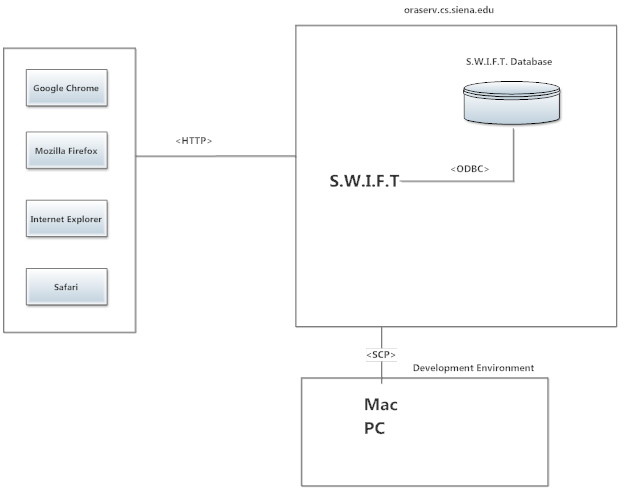 oraserv.cs.siena.edu
S.W.I.F.T. Database
Google Chrome
Mozilla Firefox
Internet Explorer
Safari
<HTTP>
S.W.I.F.T
<ODBC>
<SCP>
Development Environment
Mac
PC